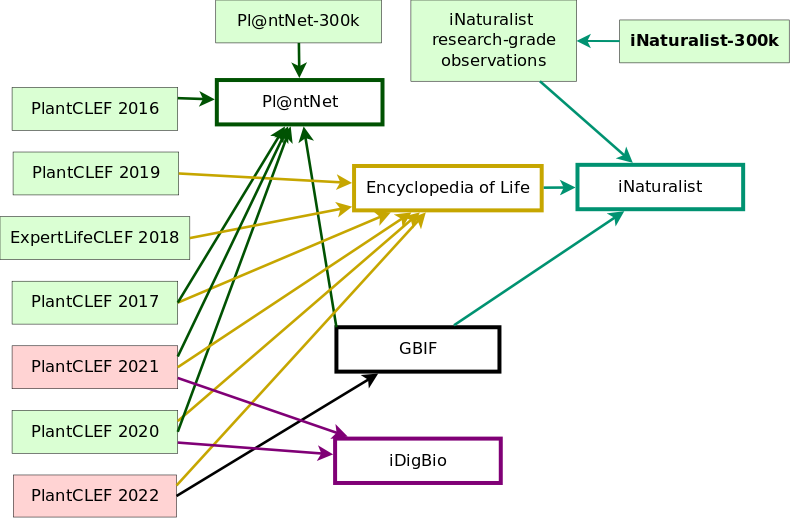 Pl@ntNet-300k
iNaturalist
research-grade
observations
iNaturalist-300k
PlantCLEF 2016
Pl@ntNet
PlantCLEF 2019
Encyclopedia of Life
iNaturalist
ExpertLifeCLEF 2018
PlantCLEF 2017
GBIF
PlantCLEF 2021
PlantCLEF 2020
iDigBio
PlantCLEF 2022